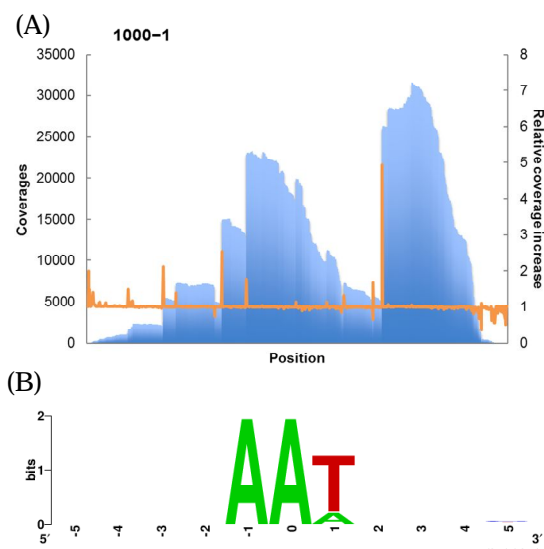 (A)
1000-1
35000
30000
25000
20000
15000
10000
5000
0
Coverages
8
7
6
5
4
3
2
1
0
Relative coverage increase
Position
(B)
2
1
0
bits
AAT
A
5′ -5 -4 -3 -2 -1 0 1 2 3 4 5 3′